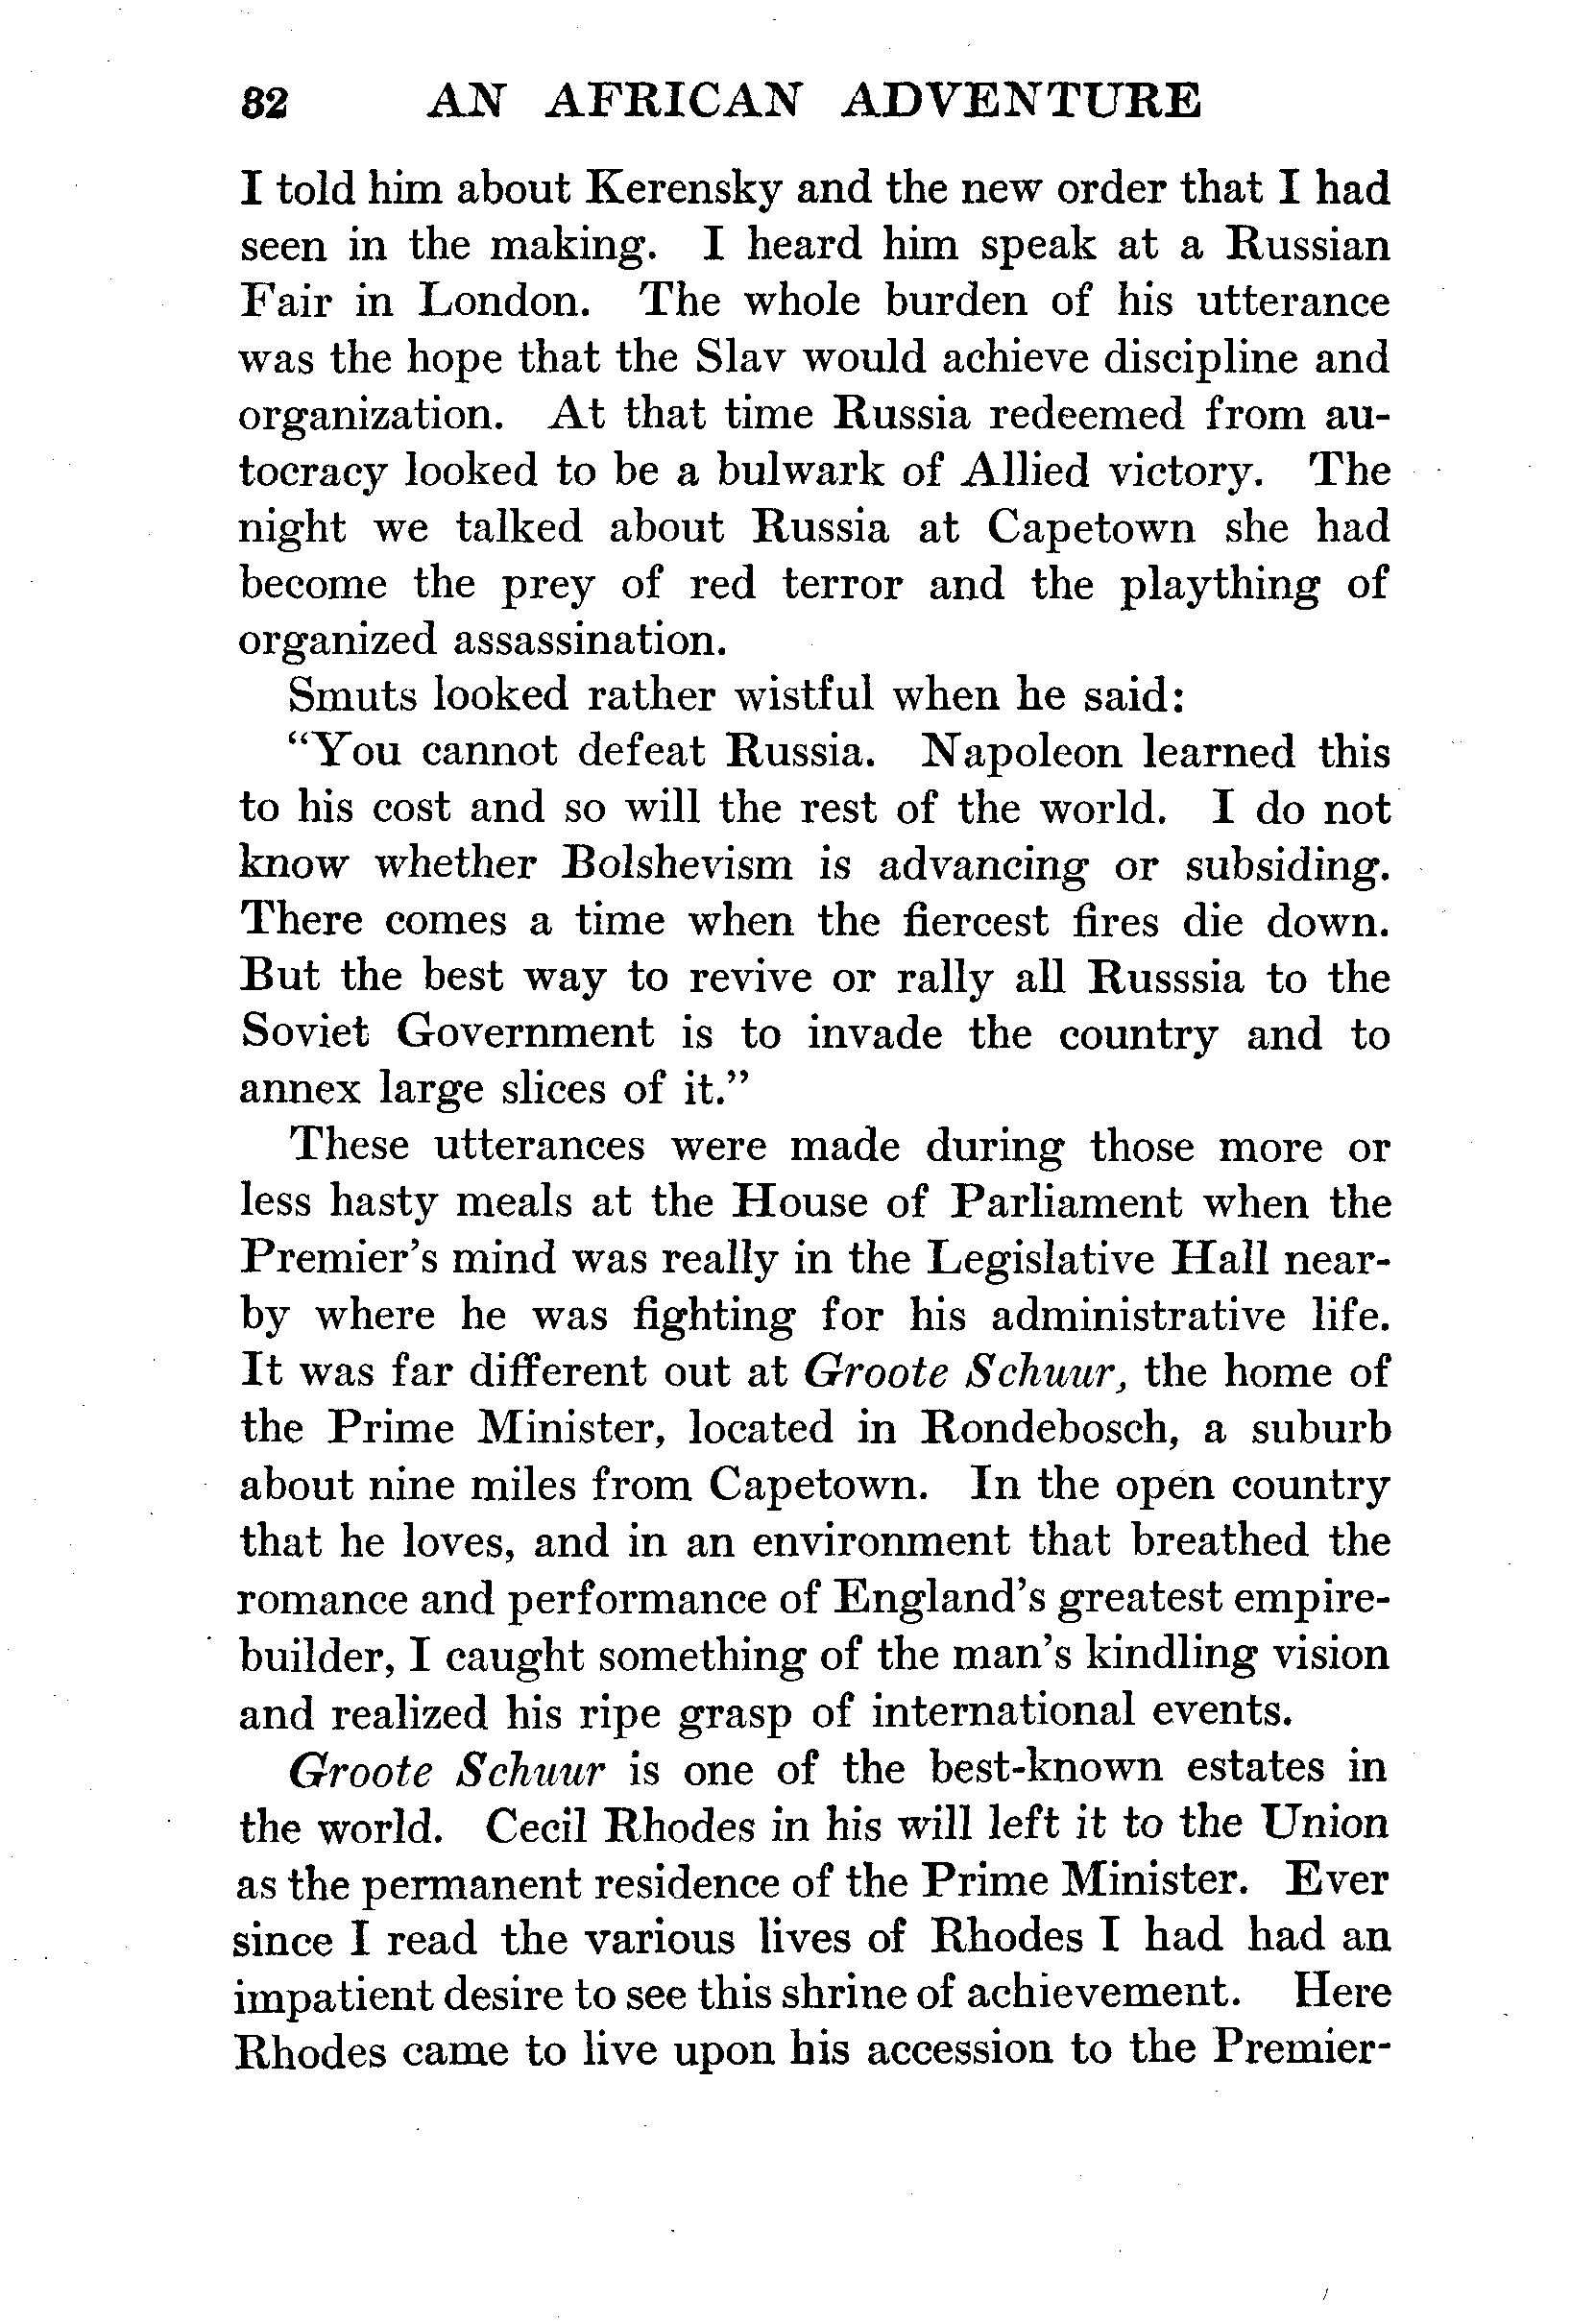 82 AN AFRICAN ADVENTURE
I told him about Kerensky and the new order that I had
seen in the making. I heard him speak at a Russian
Fair in London. The whole burden of his utterance
was the hope that the Slav would achieve discipline and
organization. At that time Russia redeemed from au-
tocracy looked to be a bulwark of Allied victory. The
night we talked about Russia at Capetown she had
become the prey of red terror and the plaything of
organized assassination.
Smuts looked rather wistful when he said:
“You cannot defeat Russia. Napoleon learned this
to his cost and so will the rest of the world. I do not
know whether Bolshevism is advancing or subsiding.
There comes a time when the fiercest fires die down.
But the best way to revive or rally all Russsia to the
Soviet Government is to invade the country and to
annex large slices of it.”
These utterances were made during those more or
less hasty meals at the House of Parliament when the
Premier’s mind was really in the Legislative Hall near-
by where he was fighting for his administrative life.
It was far different out at Groote Schuur, the home of
the Prime Minister, located in Rondebosch, a suburb
about nine miles from Capetown. In the open country
that he loves, and in an environment that breathed the
romance and performance of England’s greatest empire-
builder, I caught something of the man’s kindling vision
and realized his ripe grasp of international events.
Groote Schuur is one of the best-known estates in
the world. Cecil Rhodes in his will left it to the Union
as the permanent residence of the Prime Minister. Ever
since I read the various lives of Rhodes I had had an
impatient desire to see this shrine of achievement. Here
Rhodes came to live upon his accession to the Premier-